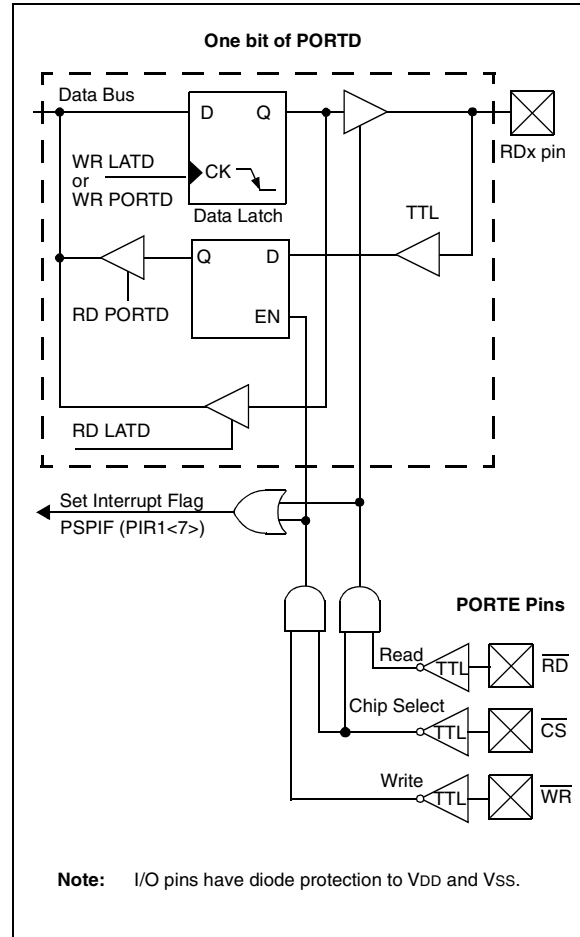 One bit of PORTD
Data Bus
D Q
RDx pin
WR LATD
or
WR PORTD
CK
Data Latch
TTL
Q D
EN
RD PORTD
RD LATD
Set Interrupt Flag
PSPIF (PIR1<7>)
PORTE Pins
Read
TTL
RD
Chip Select
TTL
CS
Write
TTL
WR
Note: I/O pins have diode protection to VDD and VSS.